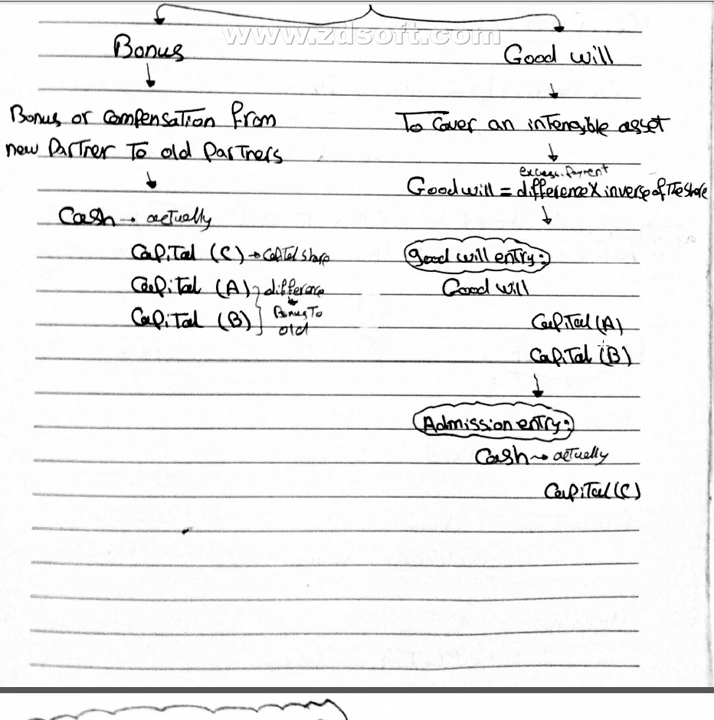 www.zdsoft.com
Bonus
Bonus or compensation from
new Partner To old Partners
Cash → actually
Capital (C) → Capital share
Capital (A) } difference
Capital (B) } Bonus To
old
Good will
To Cover an intengible asset
excess. Payment
Good will = difference X inverse of The share
Good will entry:
Good will
Capital (A)
Capital (B)
Admission entry:
Cash → actually
Capital (C)